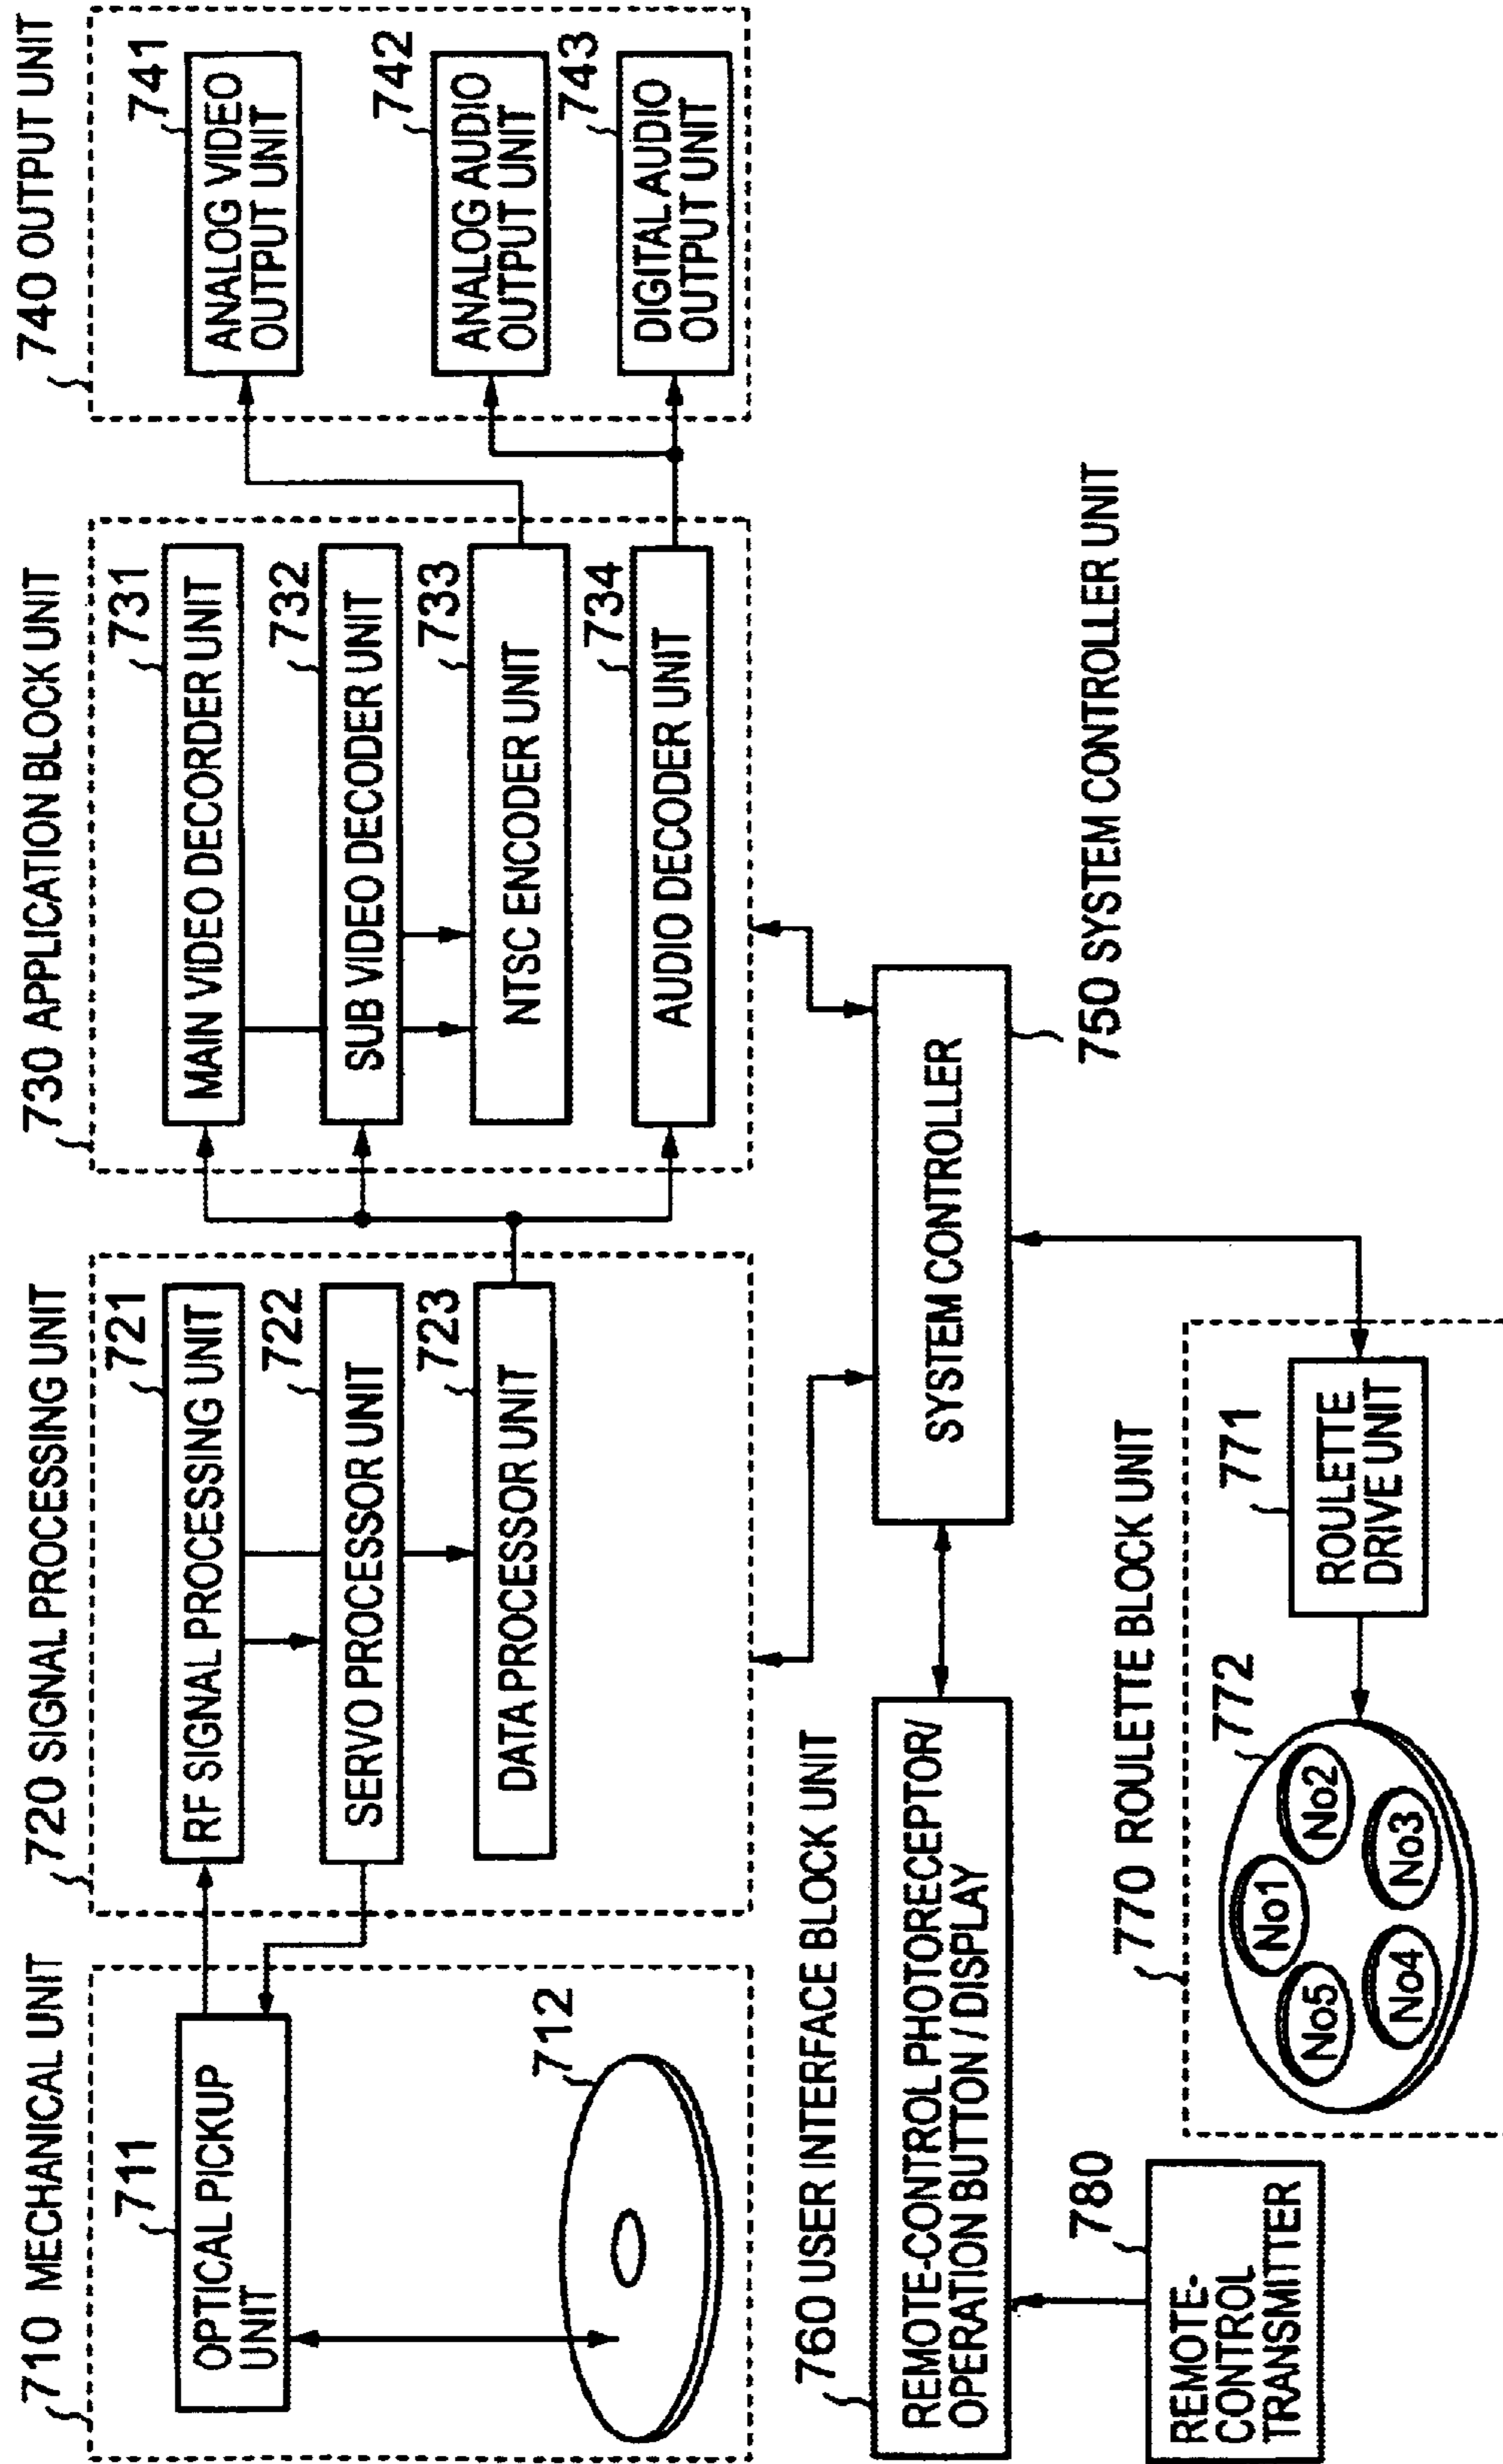 710 MECHANICAL UNIT
711
OPTICAL PICKUP
UNIT
712
720 SIGNAL PROCESSING UNIT
721
RF SIGNAL PROCESSING UNIT
722
SERVO PROCESSOR UNIT
723
DATA PROCESSOR UNIT
730 APPLICATION BLOCK UNIT
731
MAIN VIDEO DECORDER UNIT
732
SUB VIDEO DECODER UNIT
733
NTSC ENCODER UNIT
734
AUDIO DECODER UNIT
740 OUTPUT UNIT
741
ANALOG VIDEO
OUTPUT UNIT
742
ANALOG AUDIO
OUTPUT UNIT
743
DIGITAL AUDIO
OUTPUT UNIT
760 USER INTERFACE BLOCK UNIT
REMOTE-CONTROL PHOTORECEPTOR/
OPERATION BUTTON / DISPLAY
SYSTEM CONTROLLER
750 SYSTEM CONTROLLER UNIT
780
REMOTE-
CONTROL
TRANSMITTER
770 ROULETTE BLOCK UNIT
772
No1
No2
No3
No4
No5
771
ROULETTE
DRIVE UNIT